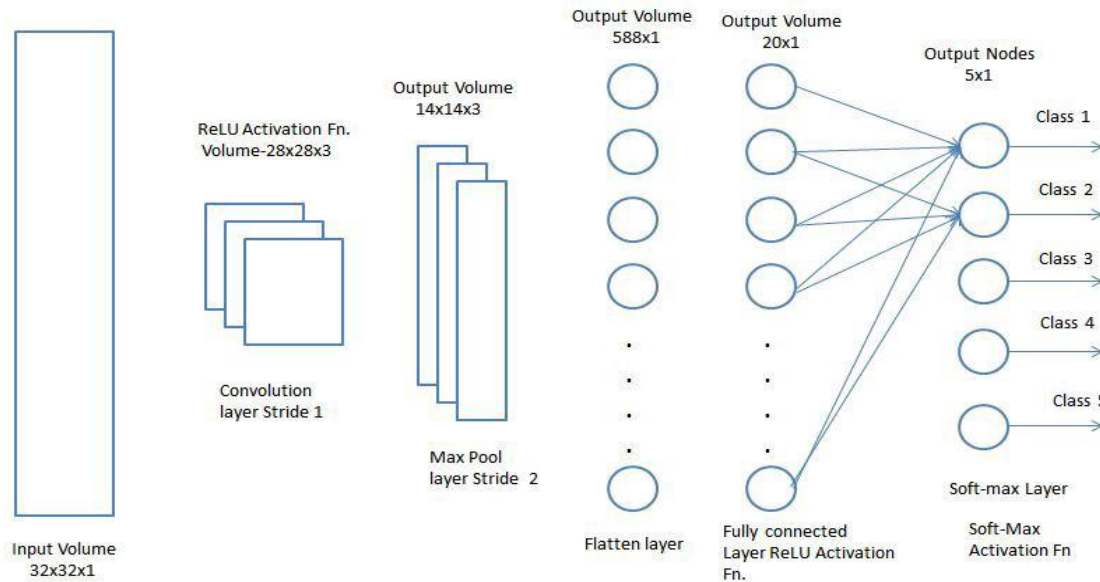 Input Volume
32x32x1
ReLU Activation Fn.
Volume-28x28x3
Convolution
layer Stride 1
Output Volume
14x14x3
Max Pool
layer Stride 2
Output Volume
588x1
Flatten layer
Output Volume
20x1
Fully connected
Layer ReLU Activation
Fn.
Output Nodes
5x1
Class 1
Class 2
Class 3
Class 4
Class 5
Soft-max Layer
Soft-Max
Activation Fn